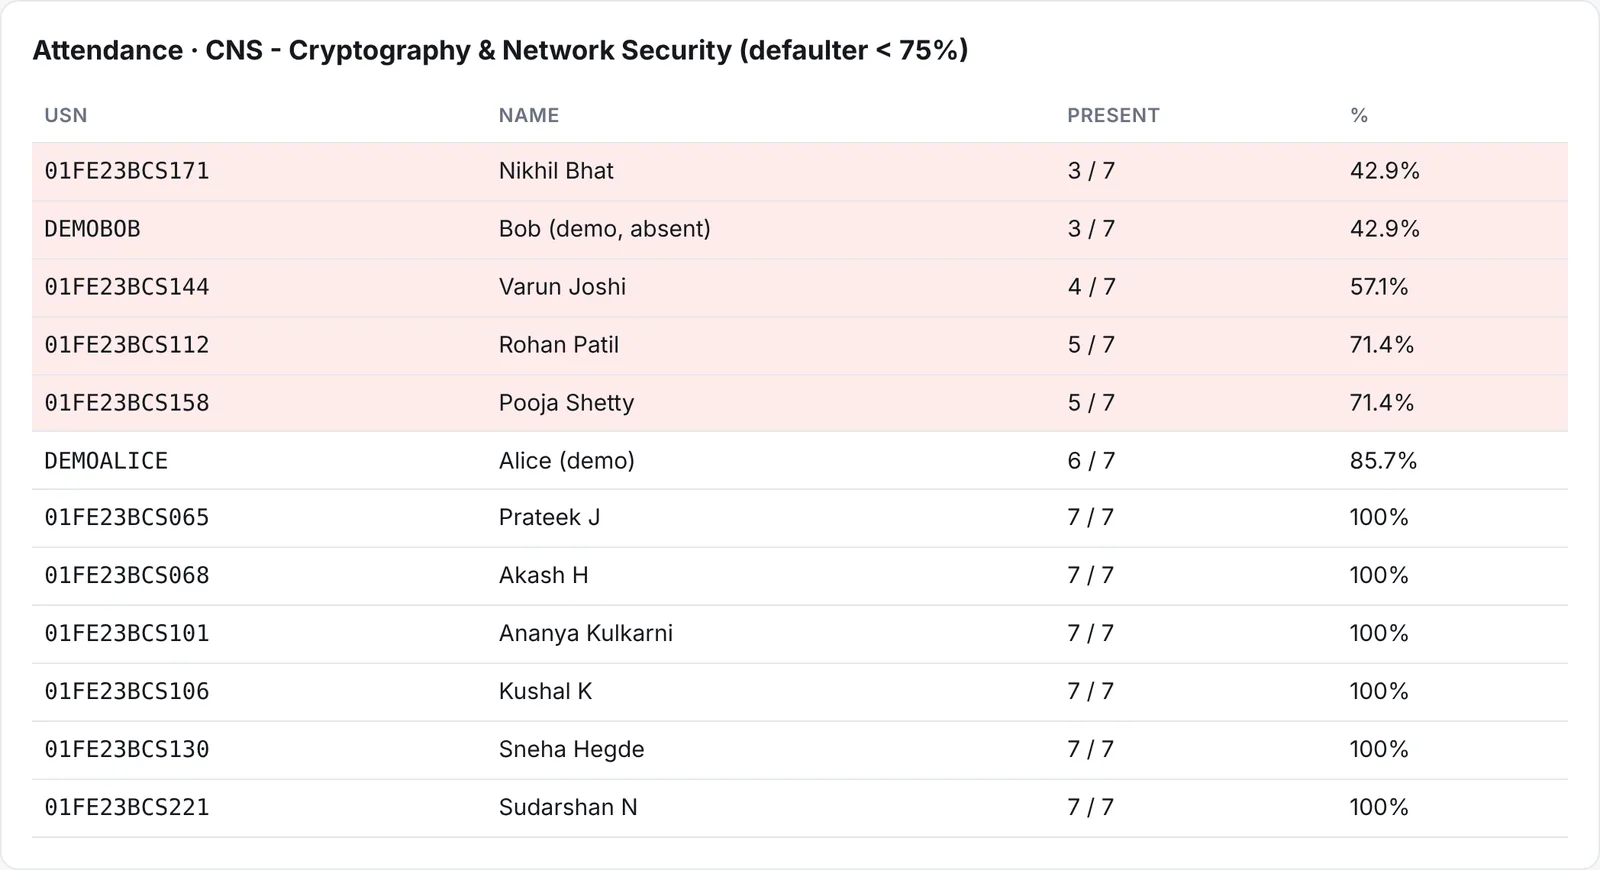 Attendance · CNS - Cryptography & Network Security (defaulter < 75%)
USN NAME PRESENT %
01FE23BCS171 Nikhil Bhat 3 / 7 42.9%
DEMOBOB Bob (demo, absent) 3 / 7 42.9%
01FE23BCS144 Varun Joshi 4 / 7 57.1%
01FE23BCS112 Rohan Patil 5 / 7 71.4%
01FE23BCS158 Pooja Shetty 5 / 7 71.4%
DEMOALICE Alice (demo) 6 / 7 85.7%
01FE23BCS065 Prateek J 7 / 7 100%
01FE23BCS068 Akash H 7 / 7 100%
01FE23BCS101 Ananya Kulkarni 7 / 7 100%
01FE23BCS106 Kushal K 7 / 7 100%
01FE23BCS130 Sneha Hegde 7 / 7 100%
01FE23BCS221 Sudarshan N 7 / 7 100%